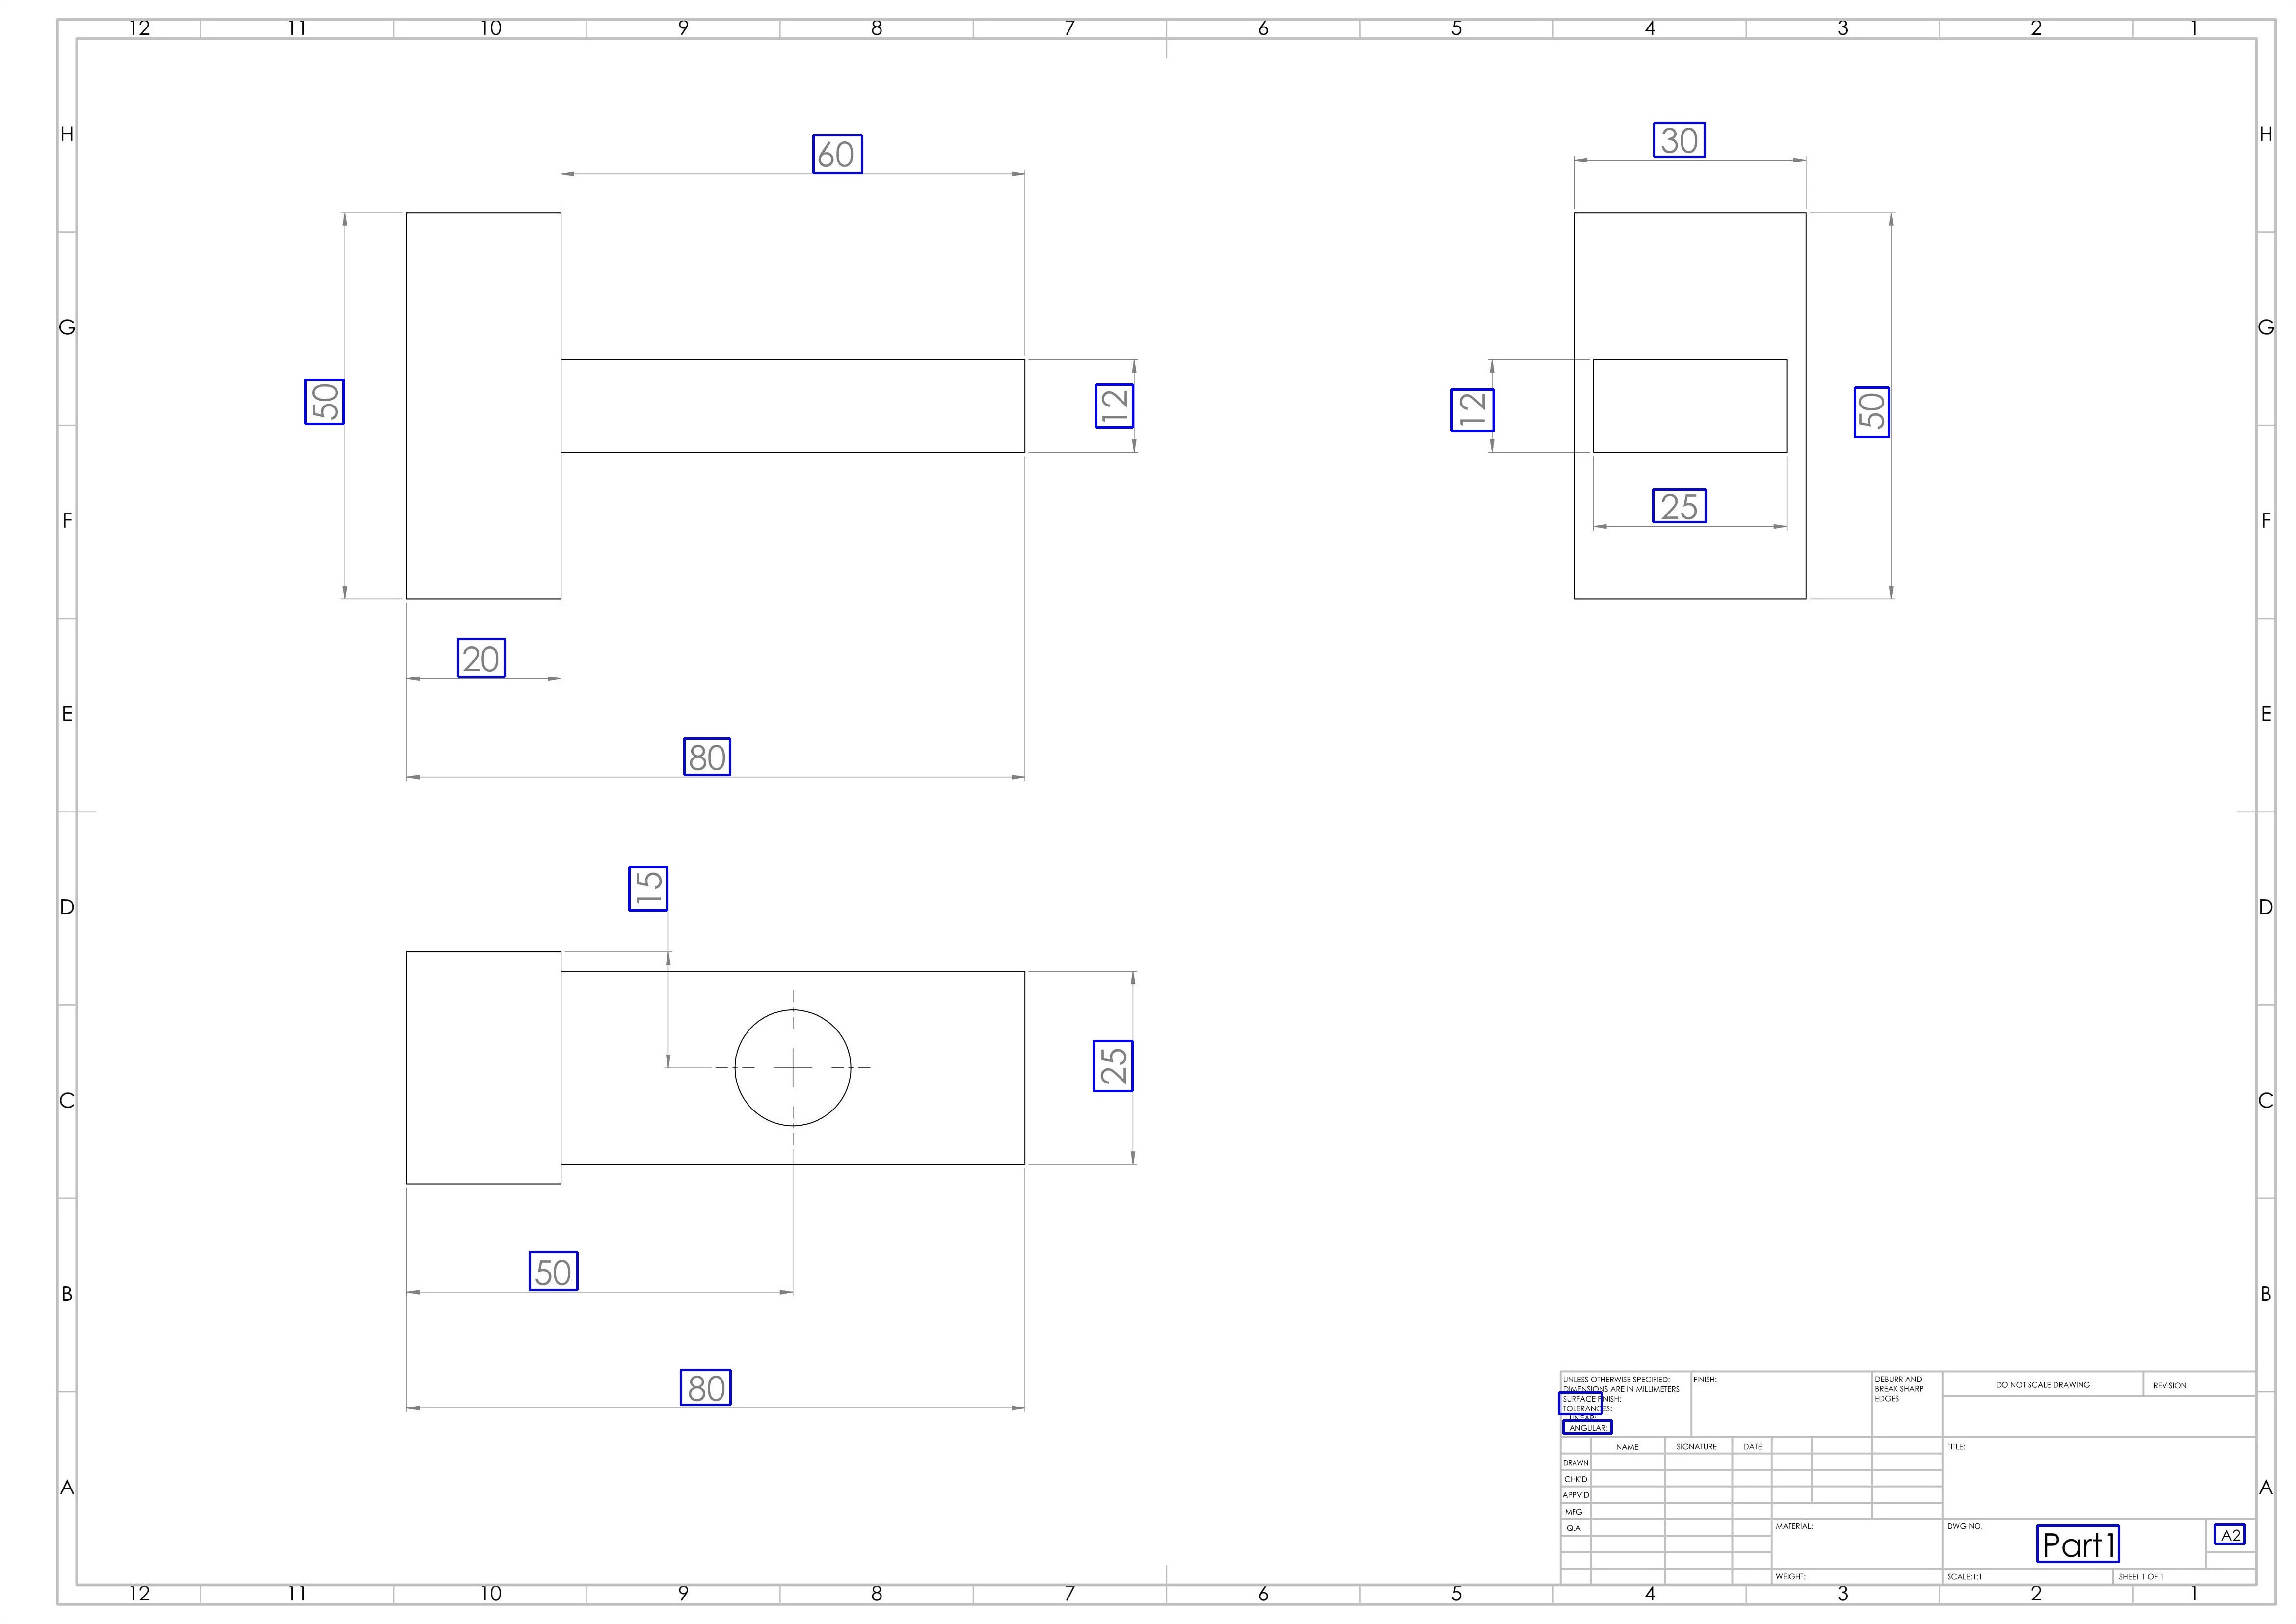 12 11 10 9 8 7 6 5 4 3 2 1
H H
60
30
G G
50
12
12
50
F F
25
20
E E
80
15
D D
25
C C
50
B B
80
UNLESS OTHERWISE SPECIFIED:
DIMENSIONS ARE IN MILLIMETERS
SURFACE FINISH:
TOLERANCES:
LINEAR:
ANGULAR:
FINISH:
DEBURR AND
BREAK SHARP
EDGES
DO NOT SCALE DRAWING
REVISION
NAME SIGNATURE DATE
TITLE:
DRAWN
CHK'D
APPV'D
MFG
Q.A
A A
MATERIAL:
DWG NO.
Part1
A2
WEIGHT:
SCALE:1:1
SHEET 1 OF 1
12 11 10 9 8 7 6 5 4 3 2 1